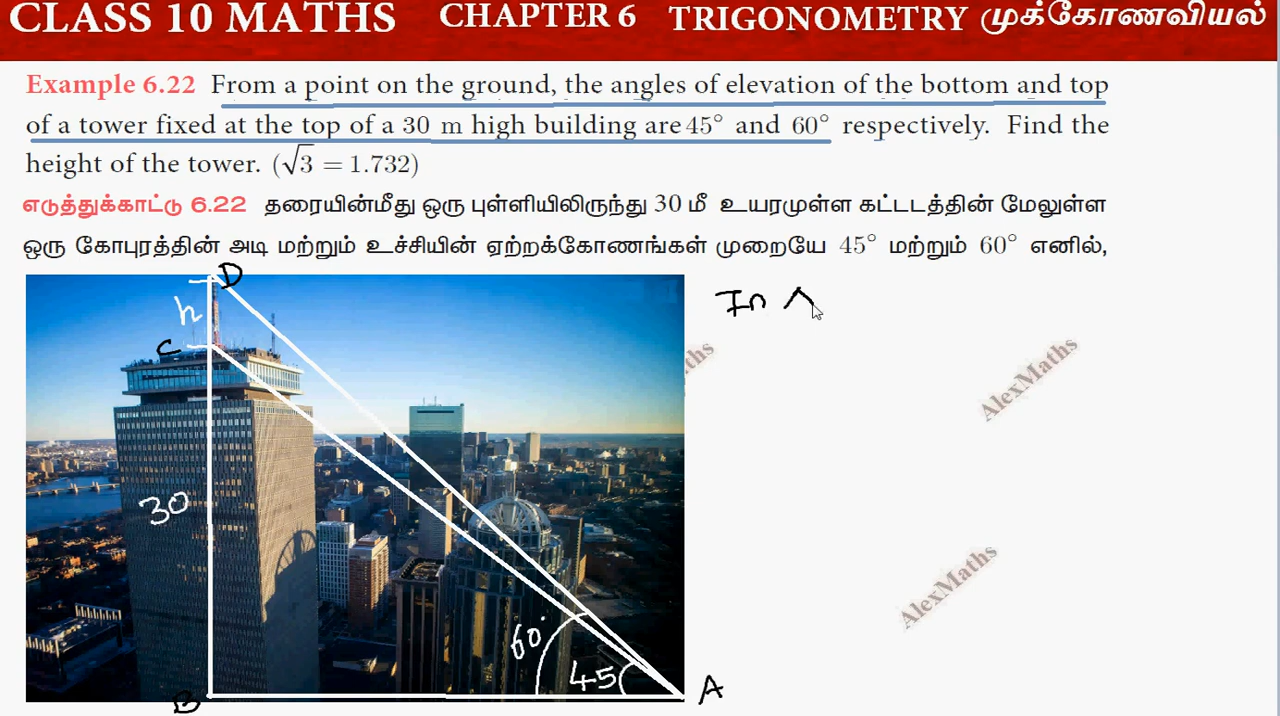 CLASS 10 MATHS CHAPTER 6 TRIGONOMETRY முக்கோணவியல்
Example 6.22 From a point on the ground, the angles of elevation of the bottom and top
of a tower fixed at the top of a 30 m high building are 45° and 60° respectively. Find the
height of the tower. (√3 = 1.732)
எடுத்துக்காட்டு 6.22 தரையின்மீது ஒரு புள்ளியிலிருந்து 30 மீ உயரமுள்ள கட்டடத்தின் மேலுள்ள
ஒரு கோபுரத்தின் அடி மற்றும் உச்சியின் ஏற்றக்கோணங்கள் முறையே 45° மற்றும் 60° எனில்,
D
h
C
30
60°
45
B
A
In
ths
AlexMaths
AlexMaths